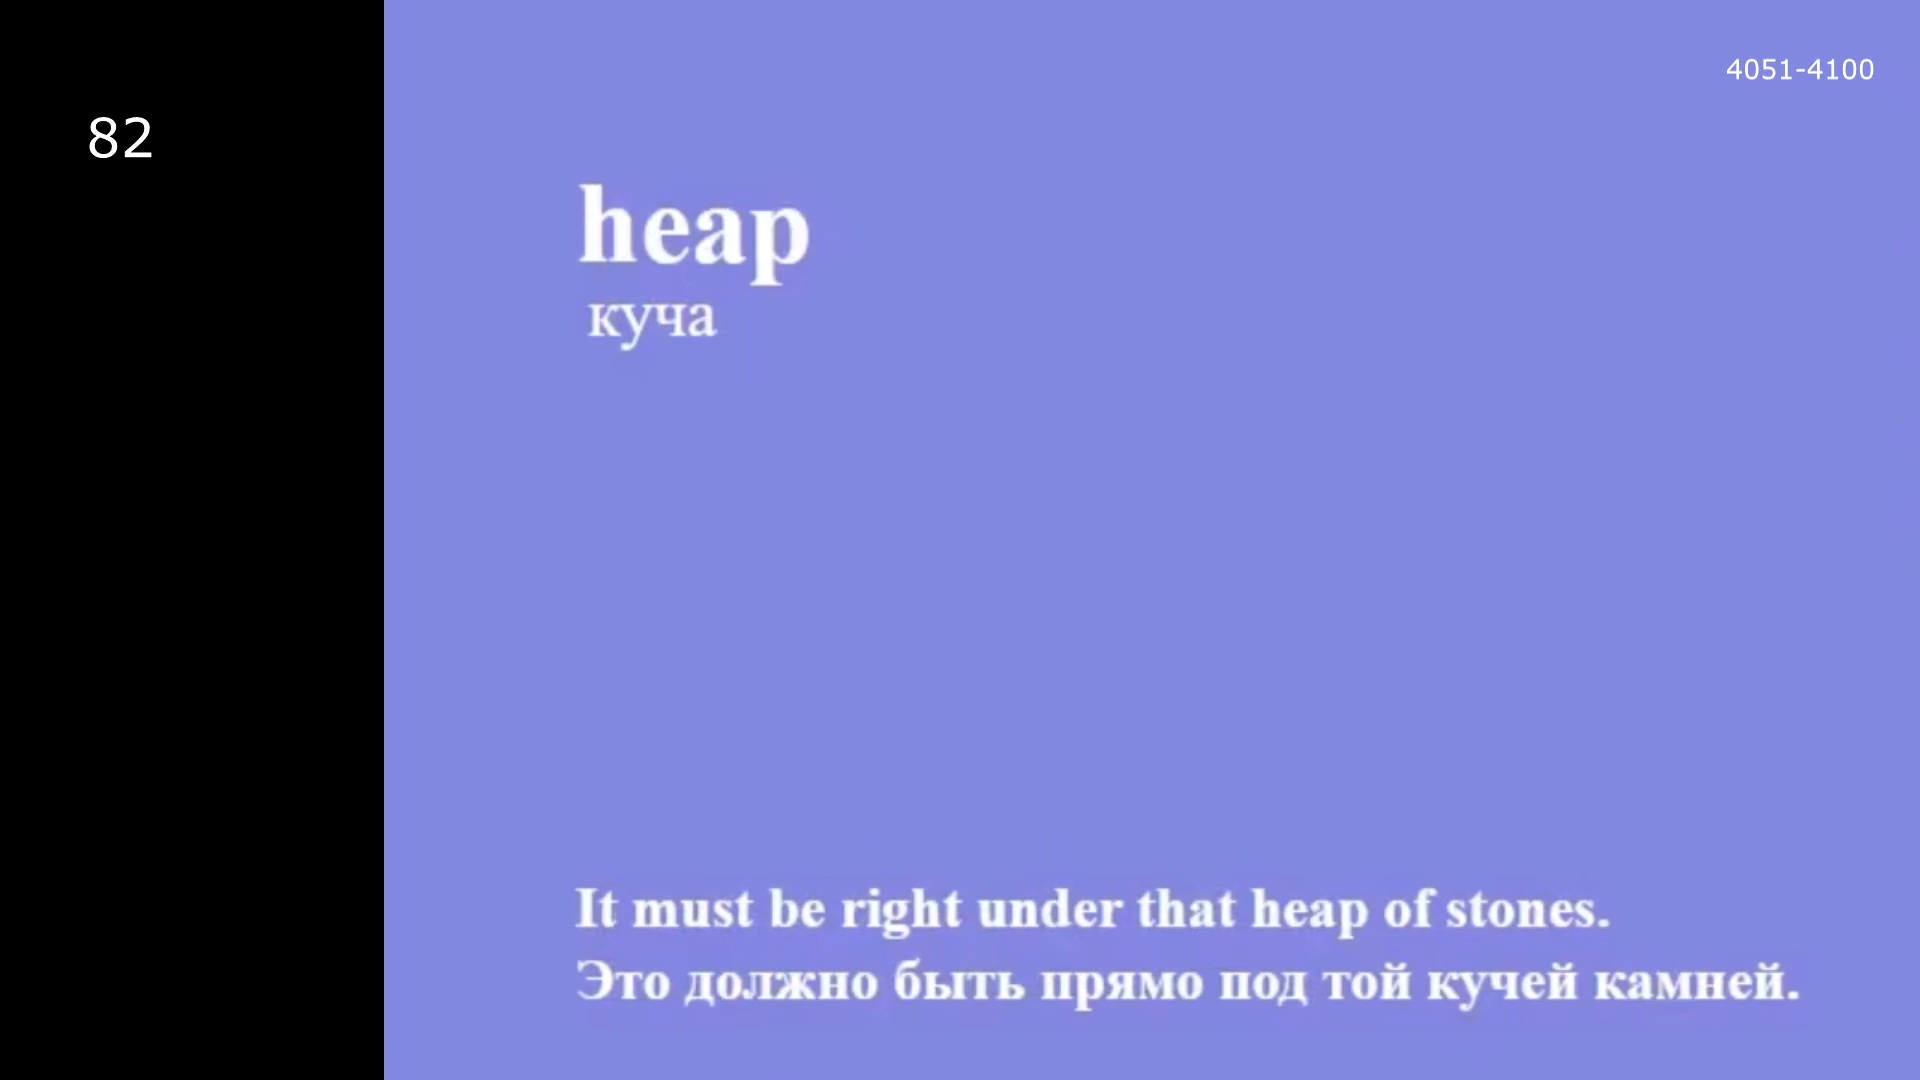 82
4051-4100
heap
куча
It must be right under that heap of stones.
Это должно быть прямо под той кучей камней.